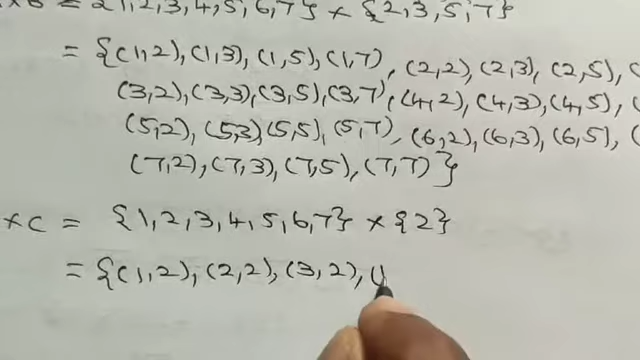 = {1,2,3,4,5,6,7} × {2,3,5,7}
= {(1,2),(1,3),(1,5),(1,7),(2,2),(2,3),(2,5),(
(3,2),(3,3),(3,5),(3,7),(4,2),(4,3),(4,5),(
(5,2),(5,3)(5,5),(5,7),(6,2),(6,3),(6,5),(
(7,2),(7,3),(7,5),(7,7)}
×C = {1,2,3,4,5,6,7} × {2}
= {(1,2),(2,2),(3,2),(